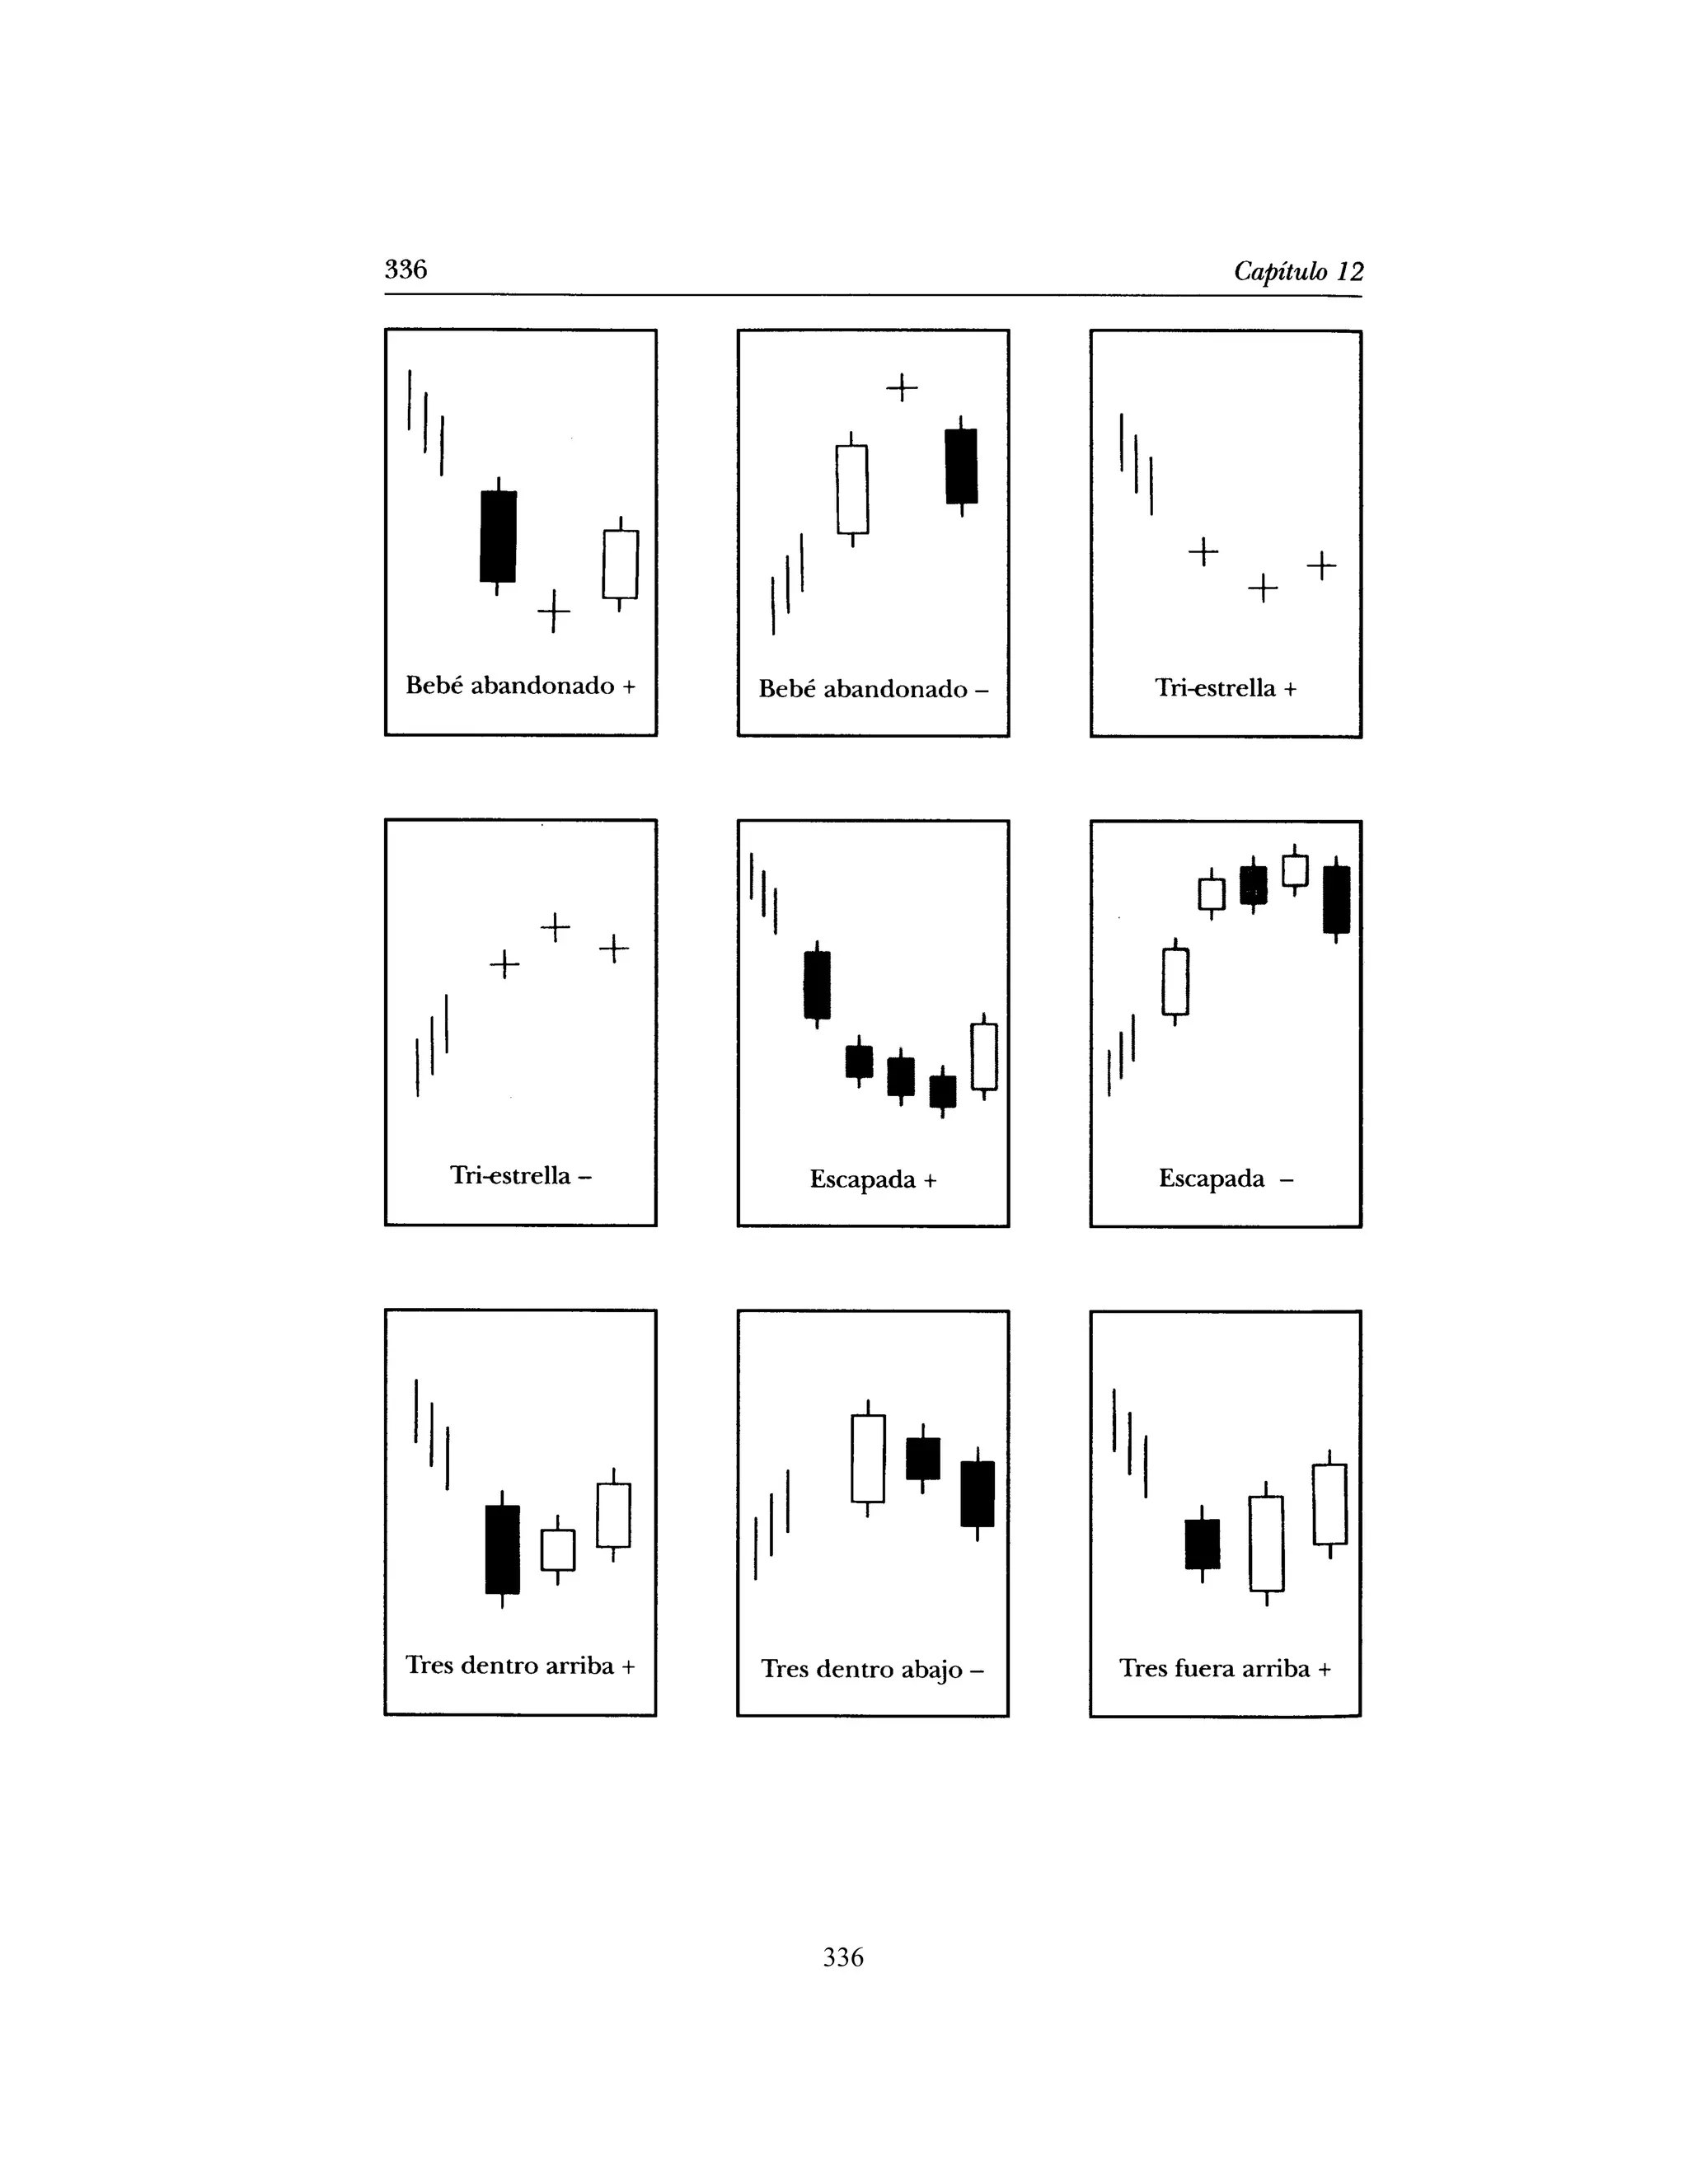 336 Capítulo 12
Bebé abandonado + Bebé abandonado – Tri-estrella +
Tri-estrella – Escapada + Escapada –
Tres dentro arriba + Tres dentro abajo – Tres fuera arriba +
336